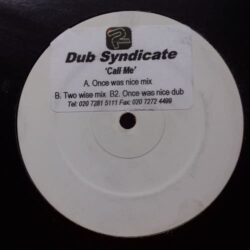 Dub Syndicate
'Call Me'
A. Once was nice mix
B. Two wise mix B2. Once was nice dub
Tel: 020 7281 5111 Fax: 020 7272 4499